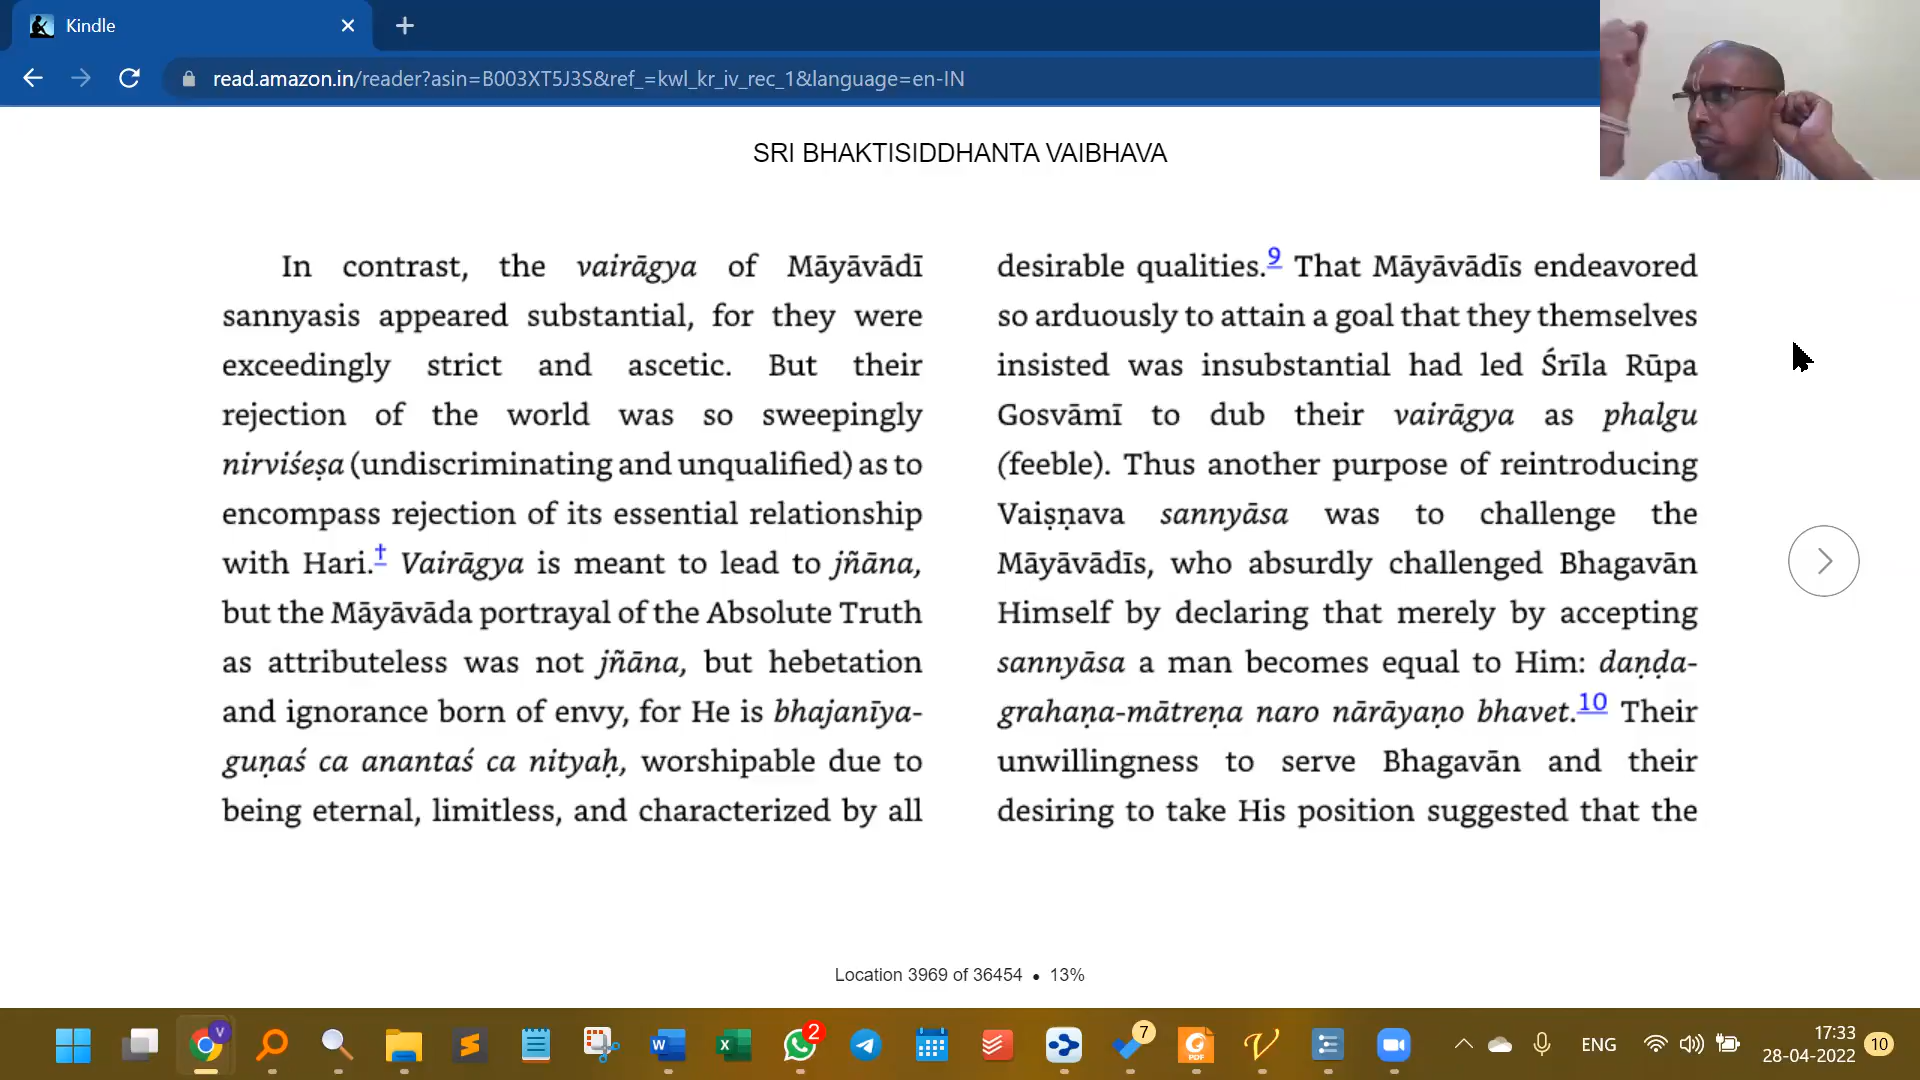 Kindle
read.amazon.in/reader?asin=B003XT5J3S&ref_=kwl_kr_iv_rec_1&language=en-IN
SRI BHAKTISIDDHANTA VAIBHAVA
In contrast, the vairāgya of Māyāvādī
sannyasis appeared substantial, for they were
exceedingly strict and ascetic. But their
rejection of the world was so sweepingly
nirviśeṣa (undiscriminating and unqualified) as to
encompass rejection of its essential relationship
with Hari.† Vairāgya is meant to lead to jñāna,
but the Māyāvāda portrayal of the Absolute Truth
as attributeless was not jñāna, but hebetation
and ignorance born of envy, for He is bhajanīya-
guṇaś ca anantaś ca nityaḥ, worshipable due to
being eternal, limitless, and characterized by all
desirable qualities.9 That Māyāvādīs endeavored
so arduously to attain a goal that they themselves
insisted was insubstantial had led Śrīla Rūpa
Gosvāmī to dub their vairāgya as phalgu
(feeble). Thus another purpose of reintroducing
Vaiṣṇava sannyāsa was to challenge the
Māyāvādīs, who absurdly challenged Bhagavān
Himself by declaring that merely by accepting
sannyāsa a man becomes equal to Him: daṇḍa-
grahaṇa-mātreṇa naro nārāyaṇo bhavet.10 Their
unwillingness to serve Bhagavān and their
desiring to take His position suggested that the
Location 3969 of 36454 • 13%
V
W
X
2
7
PDF
ENG
17:33
28-04-2022
10